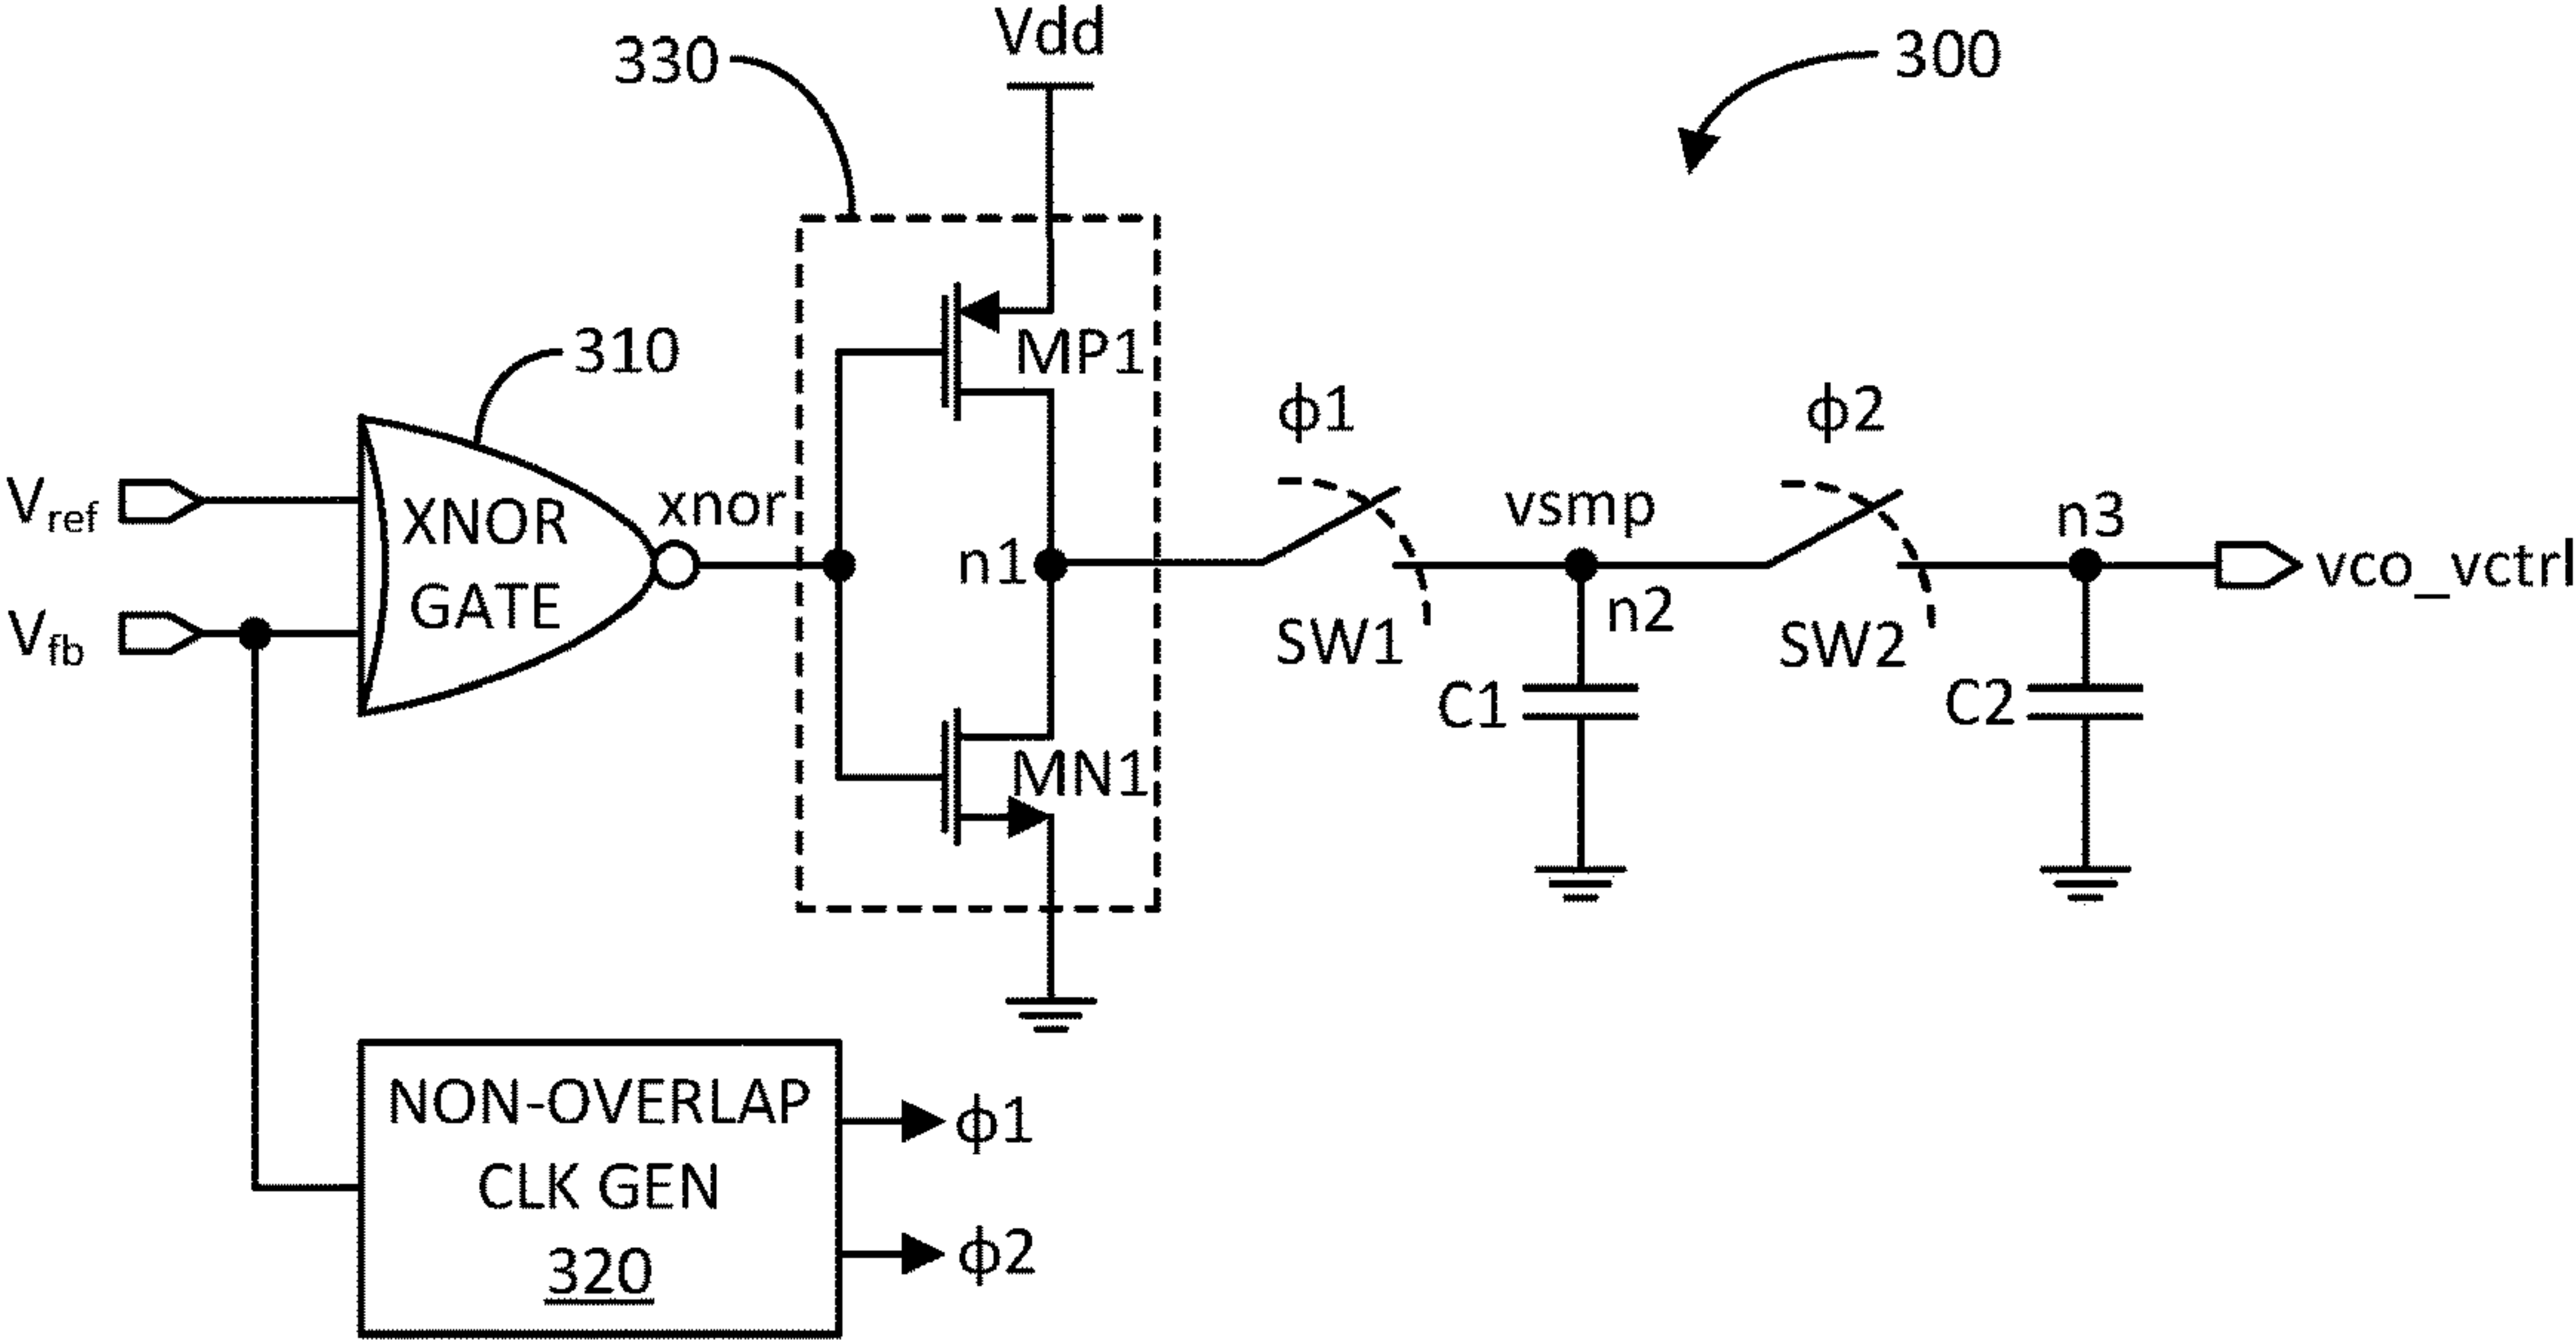 Vdd
330
300
310
MP1
ϕ1
ϕ2
Vref
XNOR
GATE
xnor
n1
vsmp
n2
n3
vco_vctrl
Vfb
SW1
SW2
C1
C2
MN1
NON-OVERLAP
CLK GEN
320
ϕ1
ϕ2